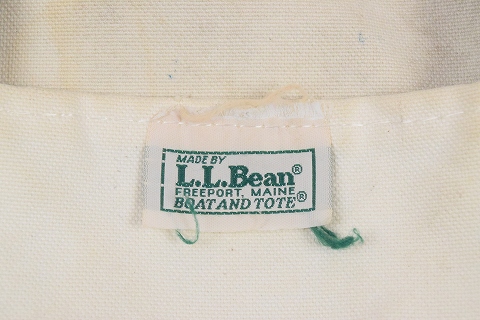 MADE BY
L.L.Bean®
FREEPORT, MAINE
BOAT AND TOTE®